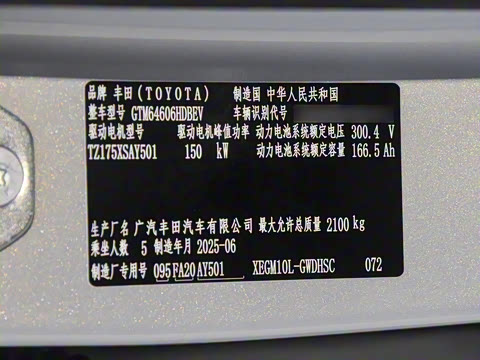 品牌 丰田(TOYOTA) 制造国 中华人民共和国
整车型号 GTM64606HDBEV 车辆识别代号
驱动电机型号 驱动电机峰值功率 动力电池系统额定电压 300.4 V
TZ175XSAY501 150 kW 动力电池系统额定容量 166.5 Ah
生产厂名 广汽丰田汽车有限公司 最大允许总质量 2100 kg
乘坐人数 5 制造年月 2025-06
制造厂专用号 095 FA20 AY501 XEGM10L-GWDHSC 072